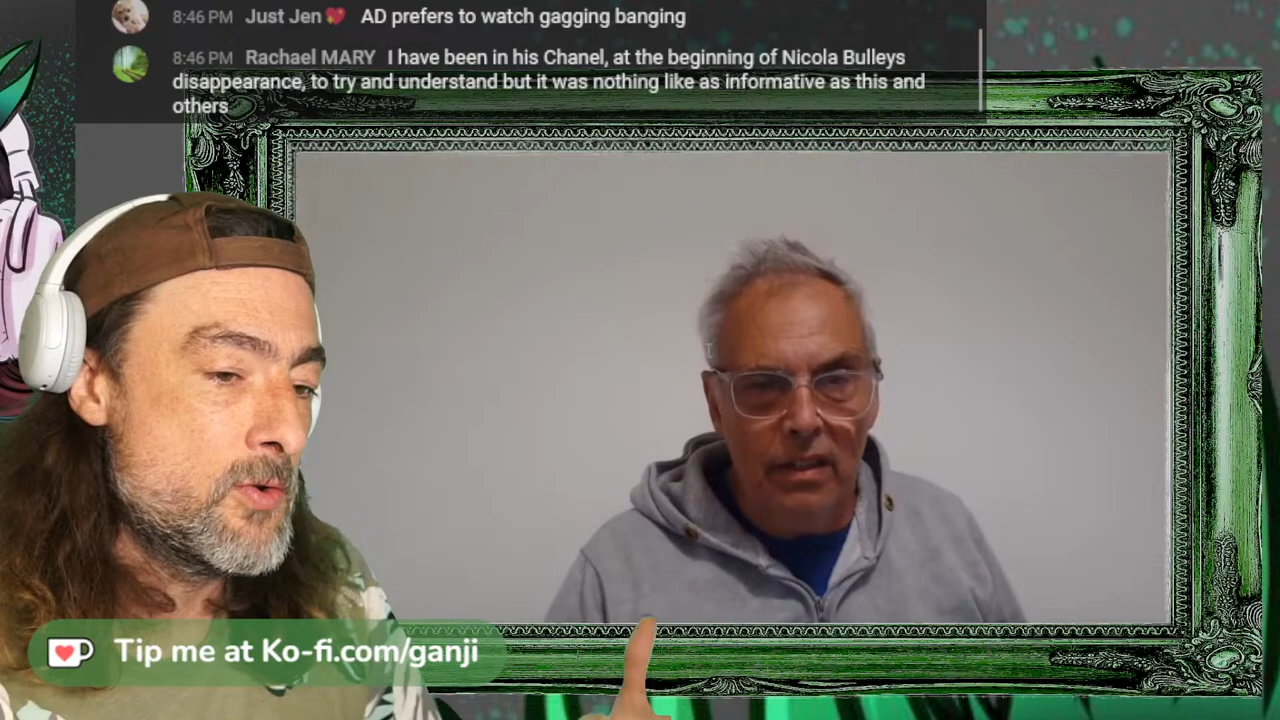 8:46 PM Just Jen AD prefers to watch gagging banging
8:46 PM Rachael MARY I have been in his Chanel, at the beginning of Nicola Bulleys
disappearance, to try and understand but it was nothing like as informative as this and
others
Tip me at Ko-fi.com/ganji